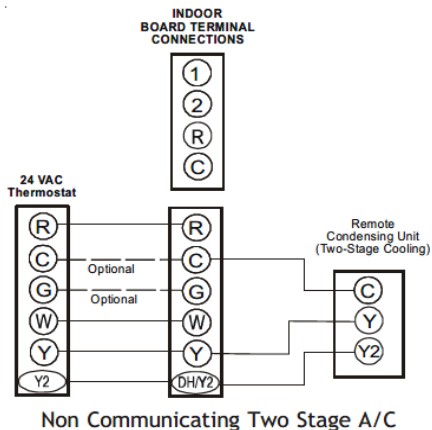 INDOOR
BOARD TERMINAL
CONNECTIONS
1
2
R
C
24 VAC
Thermostat
R
C
G
W
Y
Y2
Optional
Optional
R
C
G
W
Y
DH/Y2
Remote
Condensing Unit
(Two-Stage Cooling)
C
Y
Y2
Non Communicating Two Stage A/C